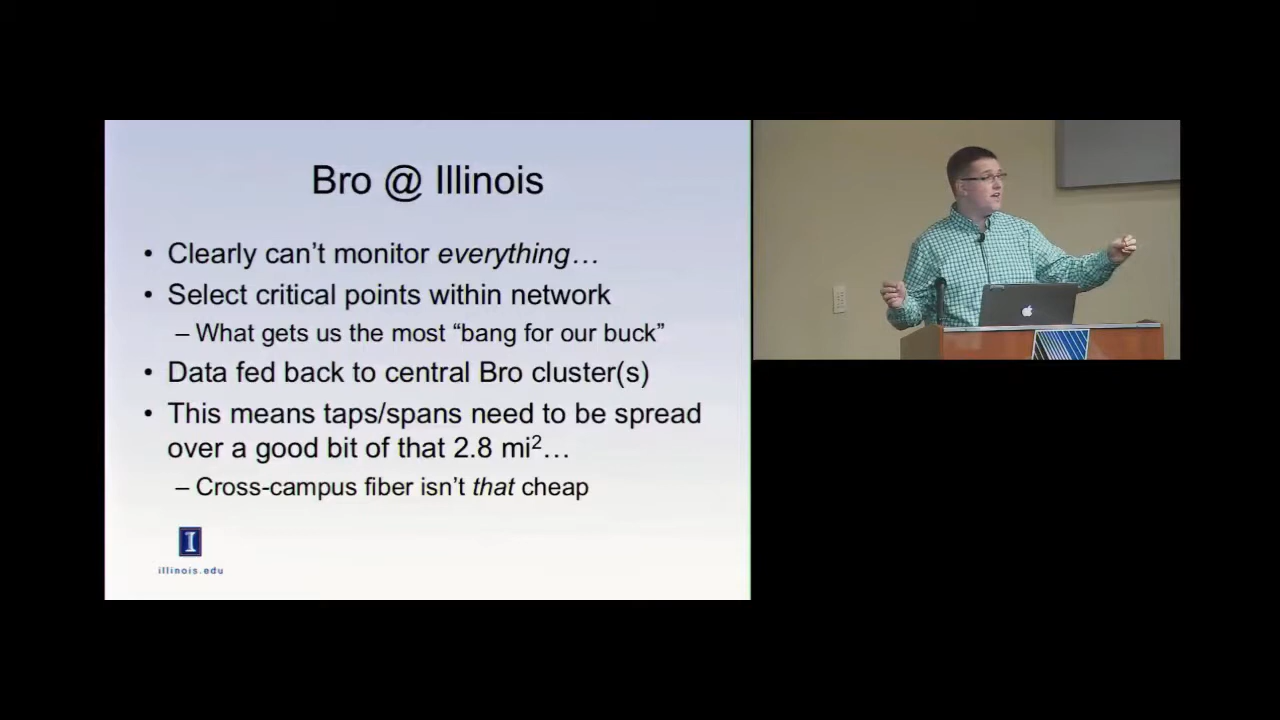 Bro @ Illinois
• Clearly can’t monitor everything…
• Select critical points within network
– What gets us the most “bang for our buck”
• Data fed back to central Bro cluster(s)
• This means taps/spans need to be spread
over a good bit of that 2.8 mi²…
– Cross-campus fiber isn’t that cheap
I
illinois.edu